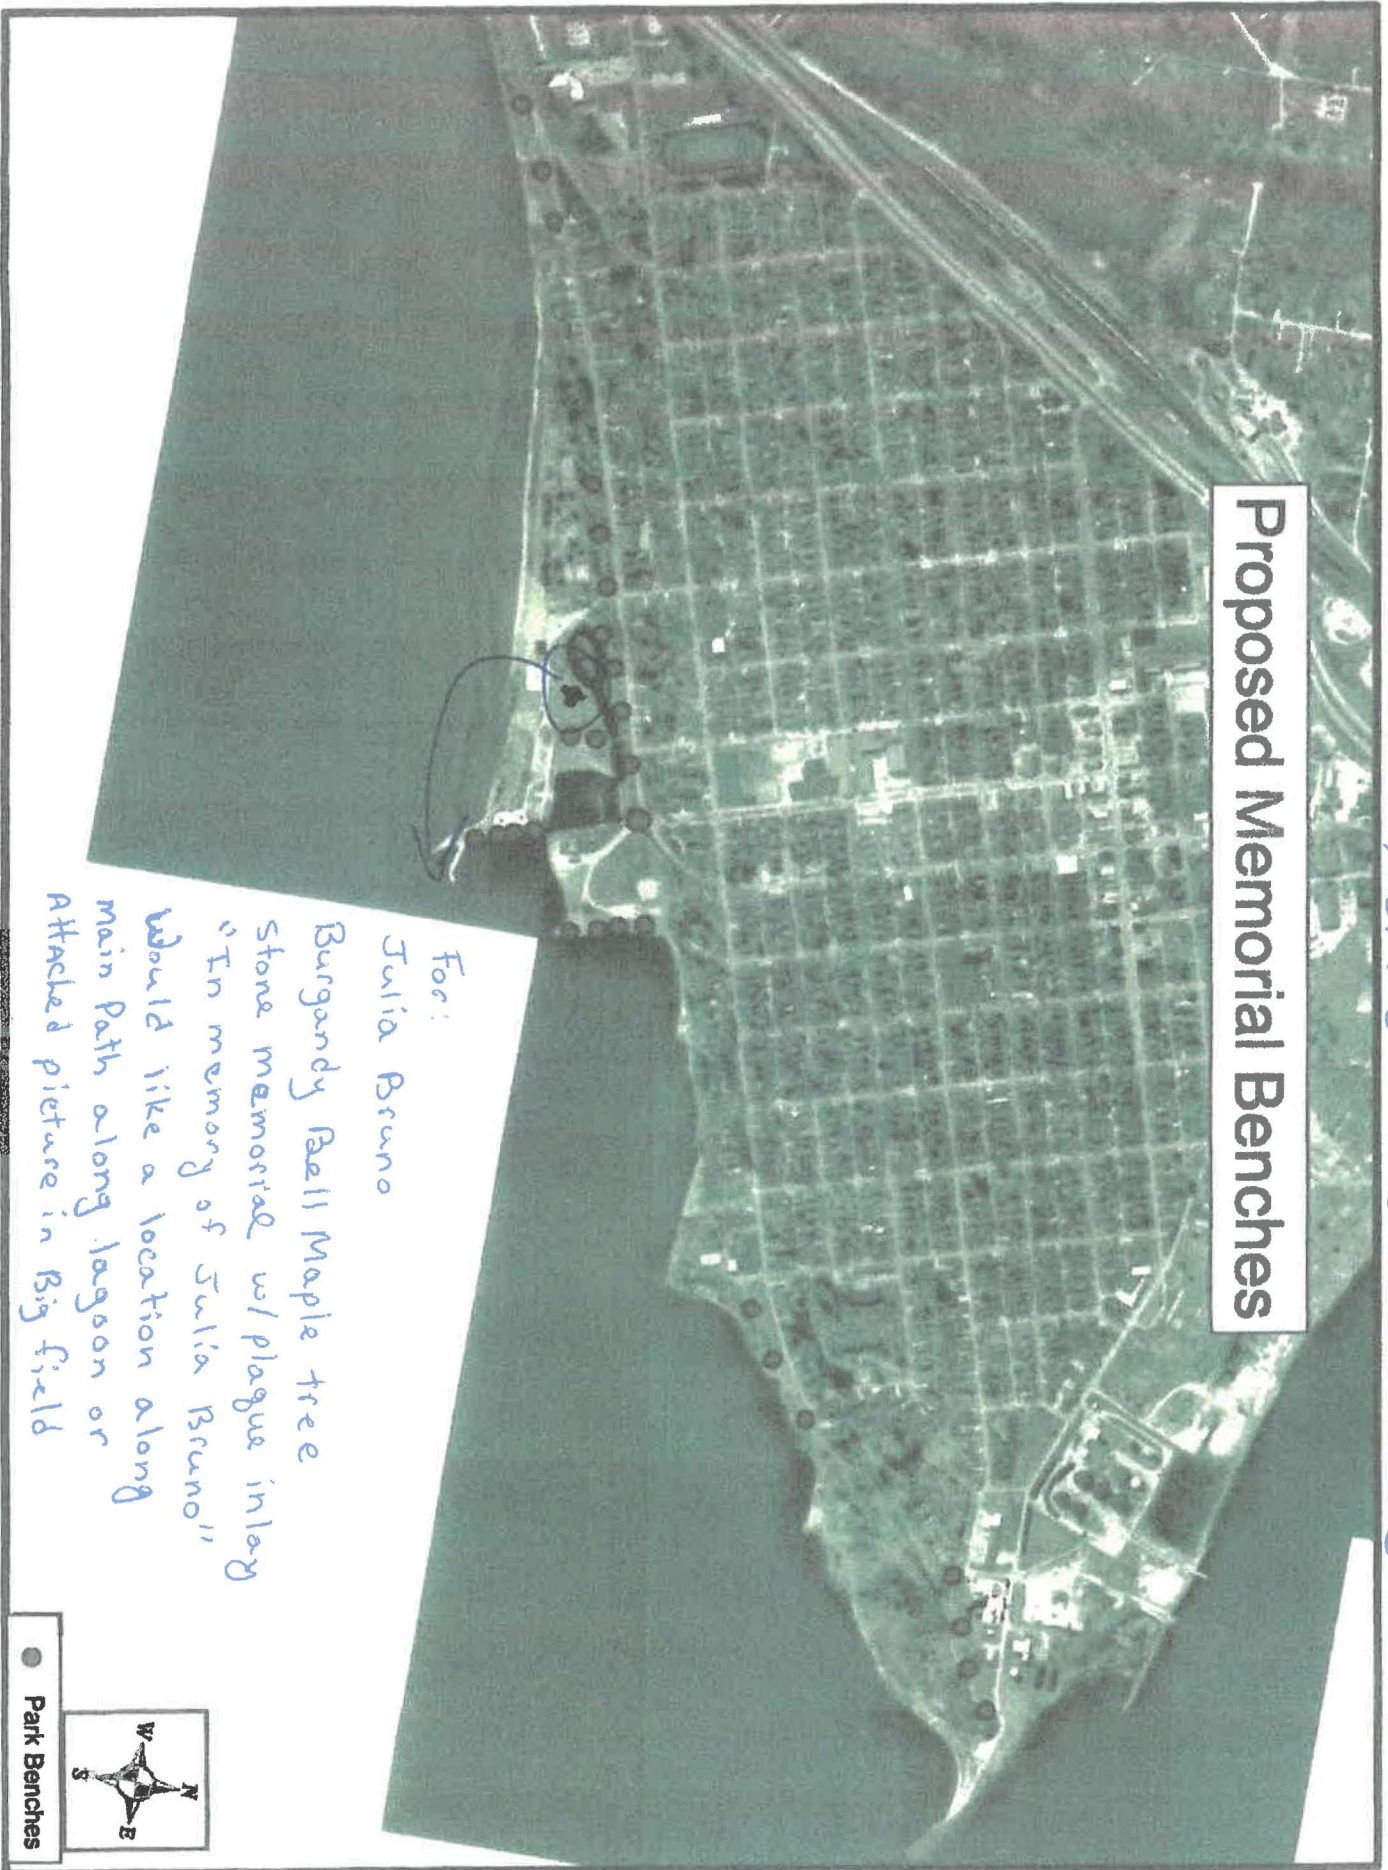 Proposed Memorial Benches
For:
Julia Bruno
Burgandy Bell Maple tree
Stone memorial w/ plaque inlay
"In memory of Julia Bruno"
Would like a location along
main Path along lagoon or
Attached picture in Big field
N
W
E
S
Park Benches